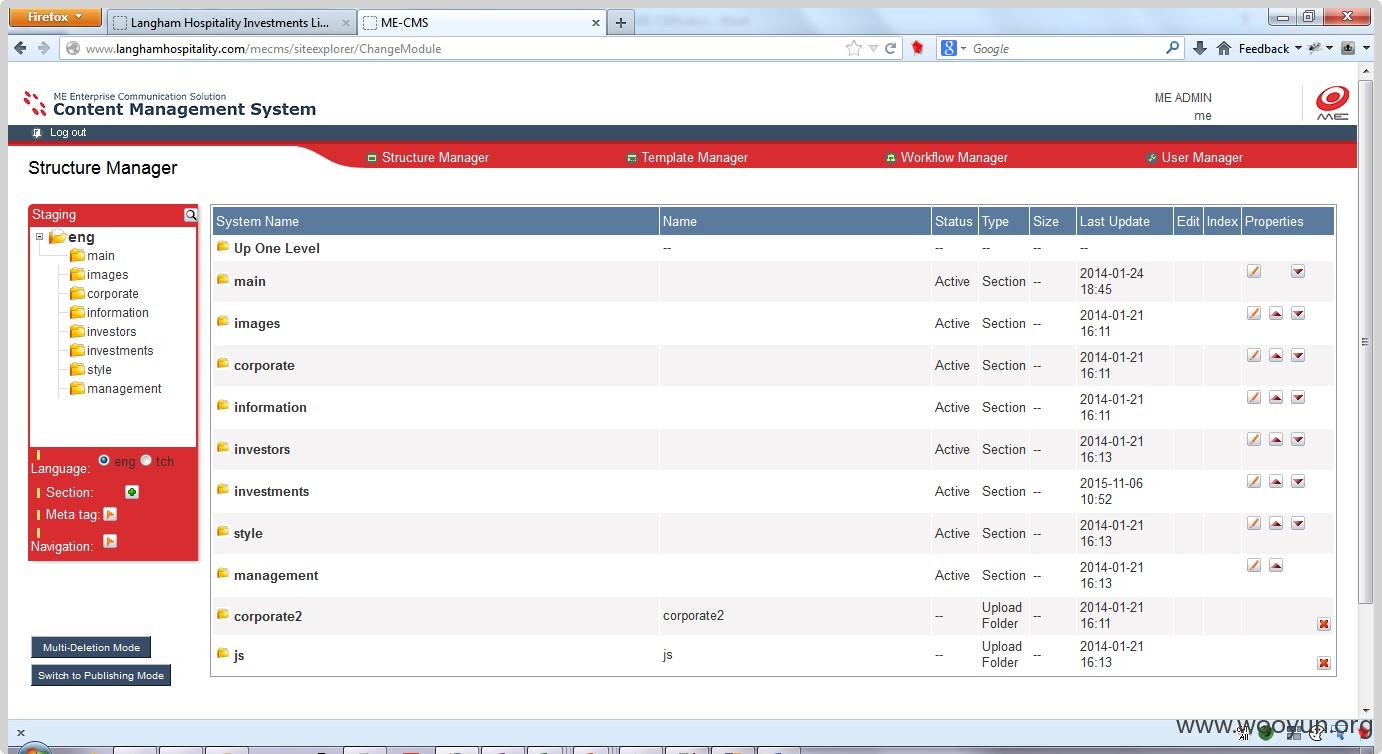 Firefox
Langham Hospitality Investments Li...
ME-CMS
www.langhamhospitality.com/mecms/siteexplorer/ChangeModule
Google
Feedback
ME Enterprise Communication Solution
Content Management System
ME ADMIN
me
ME
Log out
Structure Manager
Structure Manager
Template Manager
Workflow Manager
User Manager
Staging
eng
main
images
corporate
information
investors
investments
style
management
Language: eng tch
Section:
Meta tag:
Navigation:
Multi-Deletion Mode
Switch to Publishing Mode
System Name Name Status Type Size Last Update Edit Index Properties
Up One Level -- -- -- -- --
main Active Section -- 2014-01-24 18:45
images Active Section -- 2014-01-21 16:11
corporate Active Section -- 2014-01-21 16:11
information Active Section -- 2014-01-21 16:11
investors Active Section -- 2014-01-21 16:13
investments Active Section -- 2015-11-06 10:52
style Active Section -- 2014-01-21 16:13
management Active Section -- 2014-01-21 16:13
corporate2 corporate2 -- Upload Folder -- 2014-01-21 16:11
js js -- Upload Folder -- 2014-01-21 16:13
www.wooyun.org